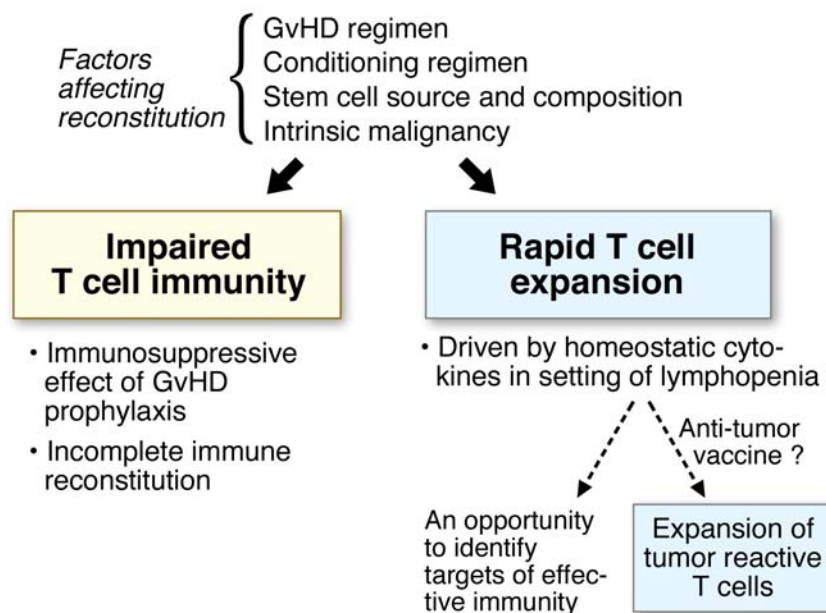 Factors
affecting
reconstitution
GvHD regimen
Conditioning regimen
Stem cell source and composition
Intrinsic malignancy
Impaired
T cell immunity
• Immunosuppressive
effect of GvHD
prophylaxis
• Incomplete immune
reconstitution
Rapid T cell
expansion
• Driven by homeostatic cyto-
kines in setting of lymphopenia
Anti-tumor
vaccine ?
An opportunity
to identify
targets of effec-
tive immunity
Expansion of
tumor reactive
T cells